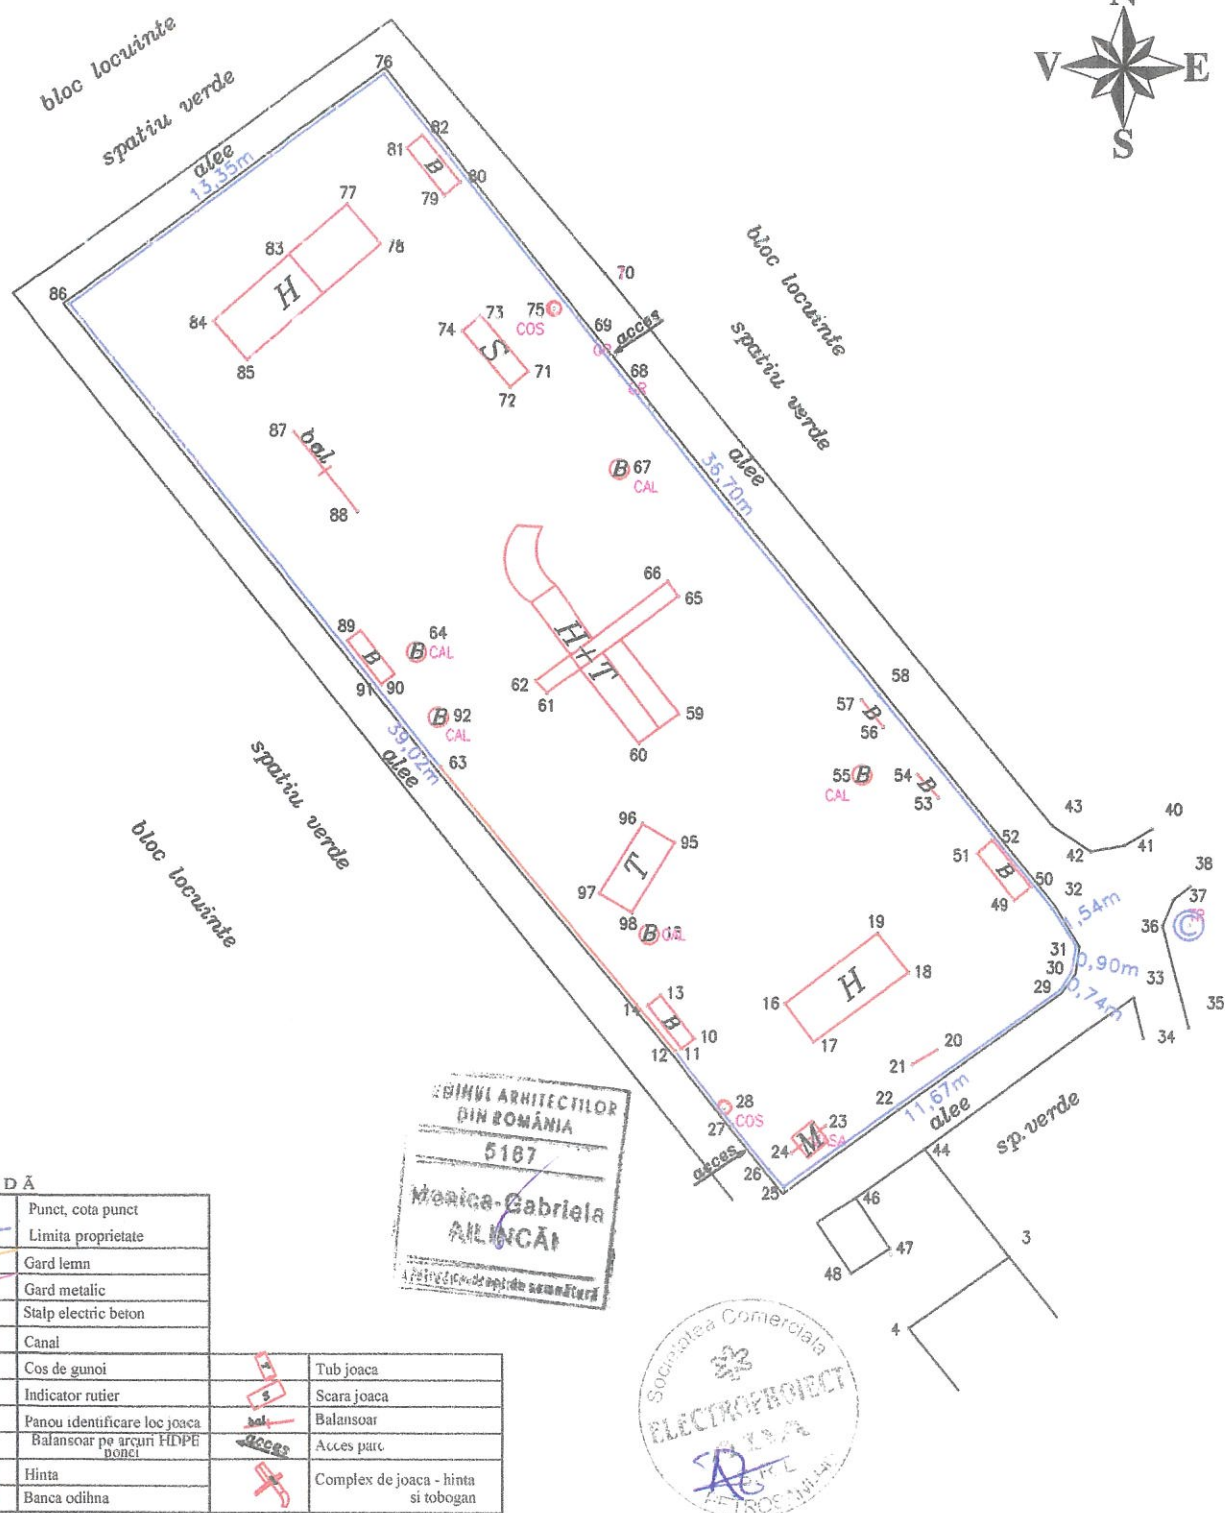 N
V
E
S
bloc locuinte
spatiu verde
alee
13,35m
76
82
81
B
80
79
77
83
78
H
84
85
86
70
bloc locuinte
spatiu verde
75
COS
69
acces
68
73
74
S
71
72
87
bal
88
B
67
CAL
alee
36,70m
66
65
H+T
62
61
59
60
89
B
91
90
64
B
CAL
B
92
CAL
39,02m
alee
63
58
57
B
56
55
B
CAL
54
B
53
spatiu verde
bloc locuinte
96
95
T
97
98
B
43
40
42
41
52
51
B
50
49
32
38
37
36
C
31
30
0,90m
29
0,74m
33
35
34
19
H
18
16
17
13
14
B
10
12
11
20
21
22
11,67m
alee
sp. verde
28
COS
27
23
M
24
SA
acces
26
25
44
46
47
48
3
4
DIN ROMÂNIA
5187
Monica-Gabriela
AILINCĂI
Societatea Comerciala
ELECTROPROIECT
D Ă
Punct, cota punct
Limita proprietate
Gard lemn
Gard metalic
Stalp electric beton
Canal
Cos de gunoi
T
Tub joaca
Indicator rutier
S
Scara joaca
Panou identificare loc joaca
bal
Balansoar
Balansoar pe arcuri HDPE
ponei
acces
Acces parc
Hinta
Complex de joaca - hinta
si tobogan
Banca odihna